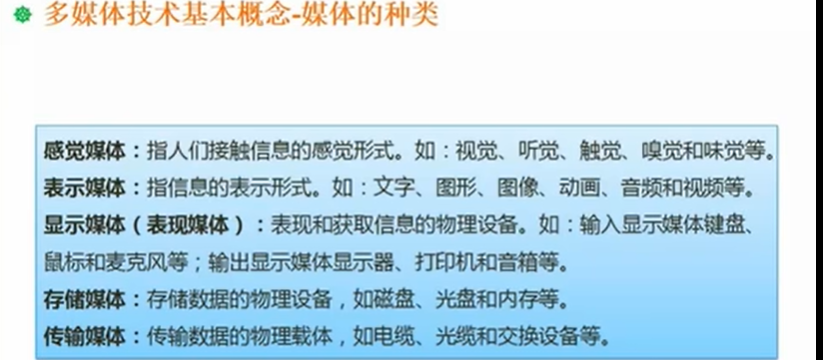 多媒体技术基本概念-媒体的种类
感觉媒体：指人们接触信息的感觉形式。如：视觉、听觉、触觉、嗅觉和味觉等。
表示媒体：指信息的表示形式。如：文字、图形、图像、动画、音频和视频等。
显示媒体（表现媒体）：表现和获取信息的物理设备。如：输入显示媒体键盘、
鼠标和麦克风等；输出显示媒体显示器、打印机和音箱等。
存储媒体：存储数据的物理设备，如磁盘、光盘和内存等。
传输媒体：传输数据的物理载体，如电缆、光缆和交换设备等。